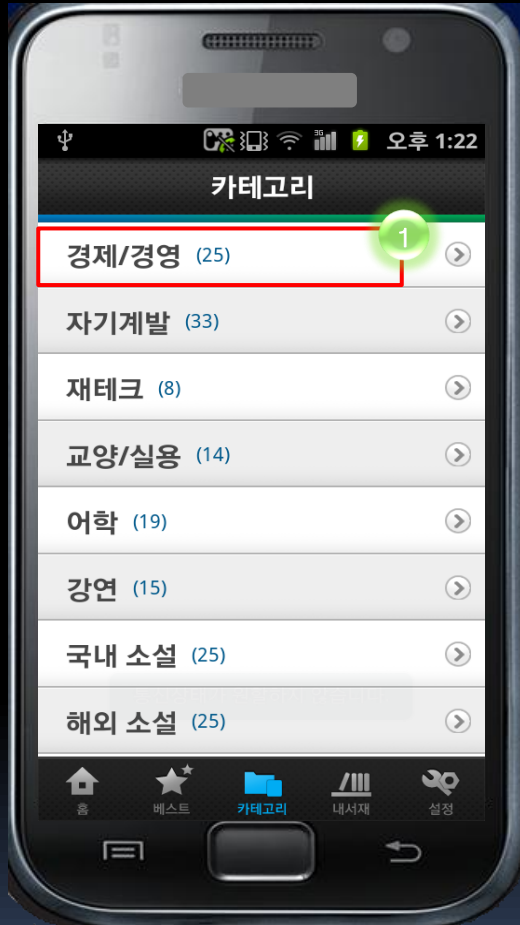 3G
오후 1:22
카테고리
1
경제/경영 (25)
자기계발 (33)
재테크 (8)
교양/실용 (14)
어학 (19)
강연 (15)
국내 소설 (25)
해외 소설 (25)
홈 베스트 카테고리 내서재 설정